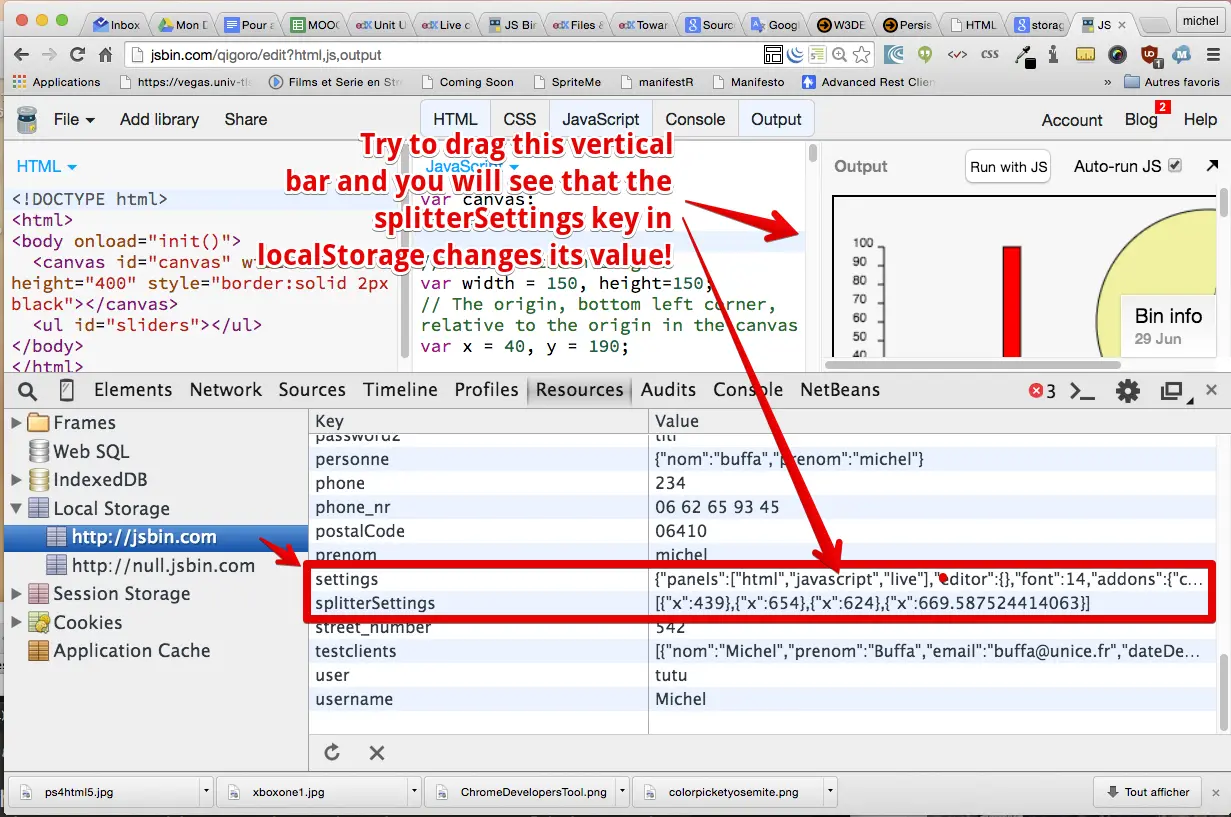 Inbox Mon D Pour a MOOC edX Unit U edX Live c JS Bin edX Files & edX Towar Sourc Goog W3DE Persis HTML storag JS michel
jsbin.com/qigoro/edit?html,js,output
Applications https://vegas.univ-tl Films et Serie en Str Coming Soon SpriteMe manifestR Manifesto Advanced Rest Clien » Autres favoris
File Add library Share HTML CSS JavaScript Console Output Account Blog 2 Help
Try to drag this vertical
bar and you will see that the
splitterSettings key in
localStorage changes its value!
HTML
<!DOCTYPE html>
<html>
<body onload="init()">
<canvas id="canvas" w
height="400" style="border:solid 2px
black"></canvas>
<ul id="sliders"></ul>
</body>
</html>
JavaScript
var canvas;
var width = 150, height=150;
// The origin, bottom left corner,
relative to the origin in the canvas
var x = 40, y = 190;
Output Run with JS Auto-run JS
100
90
80
70
60
50
40
Bin info
29 Jun
Elements Network Sources Timeline Profiles Resources Audits Console NetBeans 3
Frames
Web SQL
IndexedDB
Local Storage
http://jsbin.com
http://null.jsbin.com
Session Storage
Cookies
Application Cache
Key Value
password2 titi
personne {"nom":"buffa","prenom":"michel"}
phone 234
phone_nr 06 62 65 93 45
postalCode 06410
prenom michel
settings {"panels":["html","javascript","live"],"editor":{},"font":14,"addons":{"c...
splitterSettings [{"x":439},{"x":654},{"x":624},{"x":669.587524414063}]
street_number 542
testclients [{"nom":"Michel","prenom":"Buffa","email":"buffa@unice.fr","dateDe...
user tutu
username Michel
ps4html5.jpg xboxone1.jpg ChromeDevelopersTool.png colorpicketyosemite.png Tout afficher